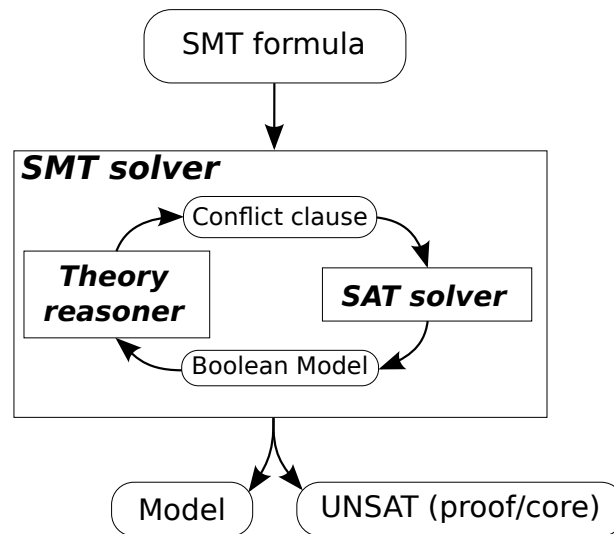 SMT formula
SMT solver
Conflict clause
Theory
reasoner
SAT solver
Boolean Model
Model
UNSAT (proof/core)